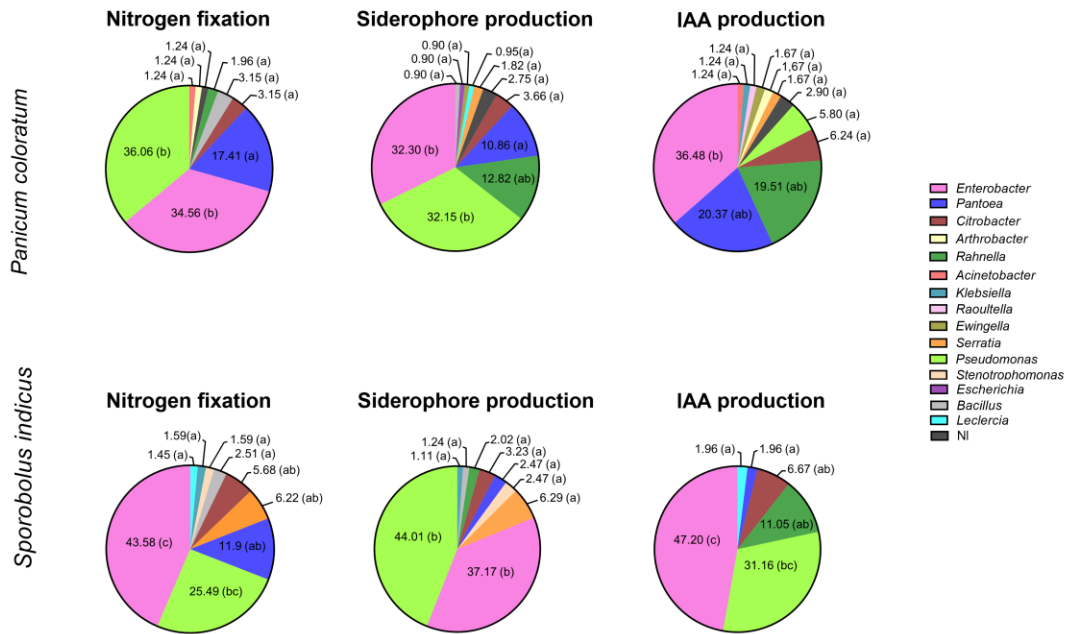 Nitrogen fixation
Siderophore production
IAA production
Panicum coloratum
1.24 (a)
1.24 (a)
1.24 (a)
1.96 (a)
3.15 (a)
3.15 (a)
17.41 (a)
34.56 (b)
36.06 (b)
0.90 (a)
0.90 (a)
0.90 (a)
0.95(a)
1.82 (a)
2.75 (a)
3.66 (a)
10.86 (a)
12.82 (ab)
32.15 (b)
32.30 (b)
1.24 (a)
1.24 (a)
1.24 (a)
1.67 (a)
1.67 (a)
1.67 (a)
2.90 (a)
5.80 (a)
6.24 (a)
19.51 (ab)
20.37 (ab)
36.48 (b)
Enterobacter
Pantoea
Citrobacter
Arthrobacter
Rahnella
Acinetobacter
Klebsiella
Raoultella
Ewingella
Serratia
Pseudomonas
Stenotrophomonas
Escherichia
Bacillus
Leclercia
NI
Sporobolus indicus
Nitrogen fixation
Siderophore production
IAA production
1.59(a)
1.45 (a)
1.59 (a)
2.51 (a)
5.68 (ab)
6.22 (ab)
11.9 (ab)
25.49 (bc)
43.58 (c)
1.24 (a)
1.11 (a)
2.02 (a)
3.23 (a)
2.47 (a)
2.47 (a)
6.29 (a)
37.17 (b)
44.01 (b)
1.96 (a)
1.96 (a)
6.67 (ab)
11.05 (ab)
31.16 (bc)
47.20 (c)